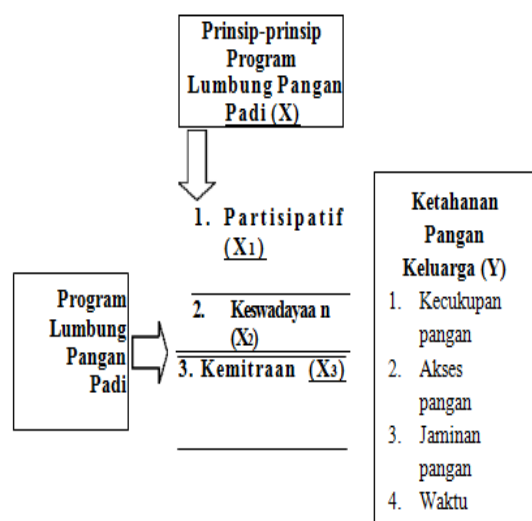 Prinsip-prinsip
Program
Lumbung Pangan
Padi (X)
1. Partisipatif
(X1)
2. Keswadayaa n
(X2)
3. Kemitraan (X3)
Program
Lumbung
Pangan
Padi
Ketahanan
Pangan
Keluarga (Y)
1. Kecukupan
pangan
2. Akses
pangan
3. Jaminan
pangan
4. Waktu